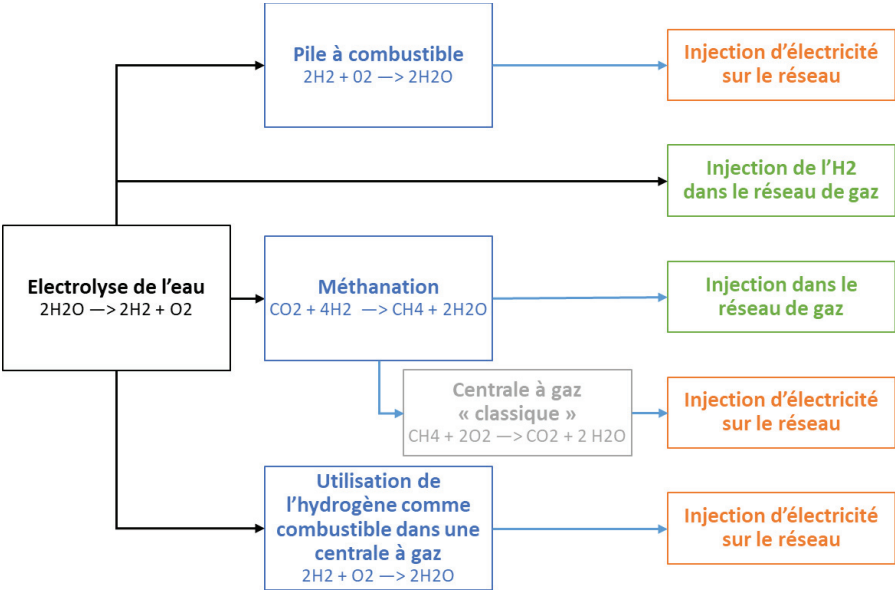 Pile à combustible
2H2 + 02 —> 2H2O
Injection d’électricité
sur le réseau
Injection de l’H2
dans le réseau de gaz
Electrolyse de l’eau
2H2O —> 2H2 + O2
Méthanation
CO2 + 4H2 —> CH4 + 2H2O
Injection dans le
réseau de gaz
Centrale à gaz
« classique »
CH4 + 2O2 —> CO2 + 2 H2O
Injection d’électricité
sur le réseau
Utilisation de
l’hydrogène comme
combustible dans une
centrale à gaz
2H2 + O2 —> 2H2O
Injection d’électricité
sur le réseau